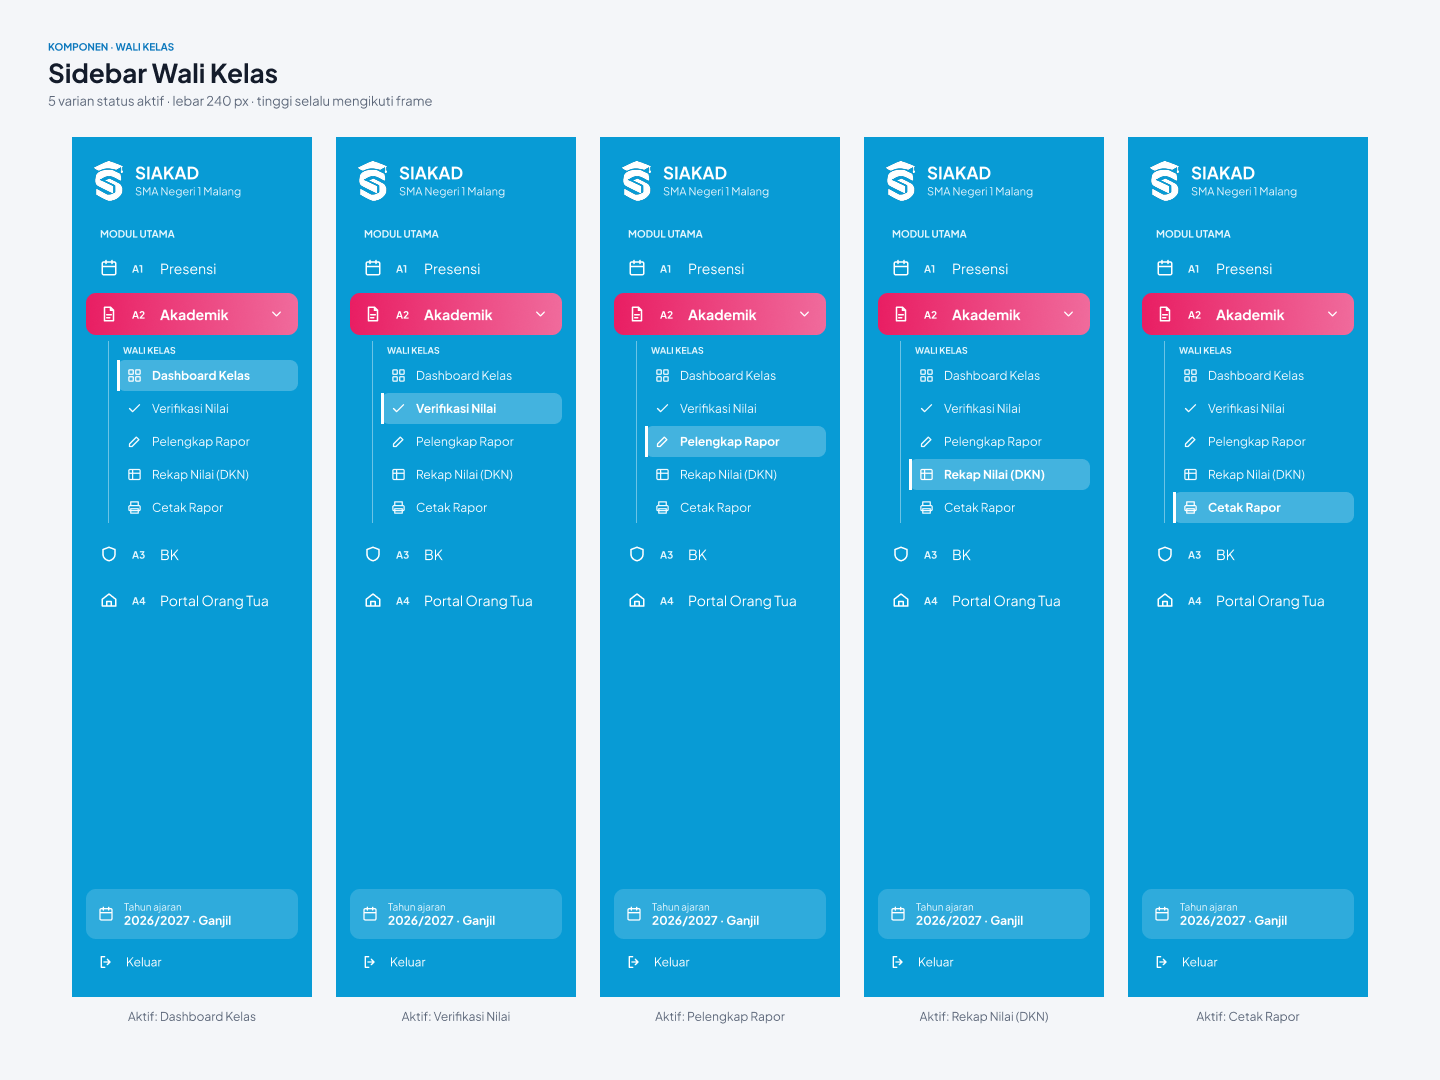 KOMPONEN · WALI KELAS
Sidebar Wali Kelas
5 varian status aktif · lebar 240 px · tinggi selalu mengikuti frame
SIAKAD
SMA Negeri 1 Malang
MODUL UTAMA
A1 Presensi
A2 Akademik
WALI KELAS
Dashboard Kelas
Verifikasi Nilai
Pelengkap Rapor
Rekap Nilai (DKN)
Cetak Rapor
A3 BK
A4 Portal Orang Tua
Tahun ajaran
2026/2027 · Ganjil
Keluar
Aktif: Dashboard Kelas
SIAKAD
SMA Negeri 1 Malang
MODUL UTAMA
A1 Presensi
A2 Akademik
WALI KELAS
Dashboard Kelas
Verifikasi Nilai
Pelengkap Rapor
Rekap Nilai (DKN)
Cetak Rapor
A3 BK
A4 Portal Orang Tua
Tahun ajaran
2026/2027 · Ganjil
Keluar
Aktif: Verifikasi Nilai
SIAKAD
SMA Negeri 1 Malang
MODUL UTAMA
A1 Presensi
A2 Akademik
WALI KELAS
Dashboard Kelas
Verifikasi Nilai
Pelengkap Rapor
Rekap Nilai (DKN)
Cetak Rapor
A3 BK
A4 Portal Orang Tua
Tahun ajaran
2026/2027 · Ganjil
Keluar
Aktif: Pelengkap Rapor
SIAKAD
SMA Negeri 1 Malang
MODUL UTAMA
A1 Presensi
A2 Akademik
WALI KELAS
Dashboard Kelas
Verifikasi Nilai
Pelengkap Rapor
Rekap Nilai (DKN)
Cetak Rapor
A3 BK
A4 Portal Orang Tua
Tahun ajaran
2026/2027 · Ganjil
Keluar
Aktif: Rekap Nilai (DKN)
SIAKAD
SMA Negeri 1 Malang
MODUL UTAMA
A1 Presensi
A2 Akademik
WALI KELAS
Dashboard Kelas
Verifikasi Nilai
Pelengkap Rapor
Rekap Nilai (DKN)
Cetak Rapor
A3 BK
A4 Portal Orang Tua
Tahun ajaran
2026/2027 · Ganjil
Keluar
Aktif: Cetak Rapor